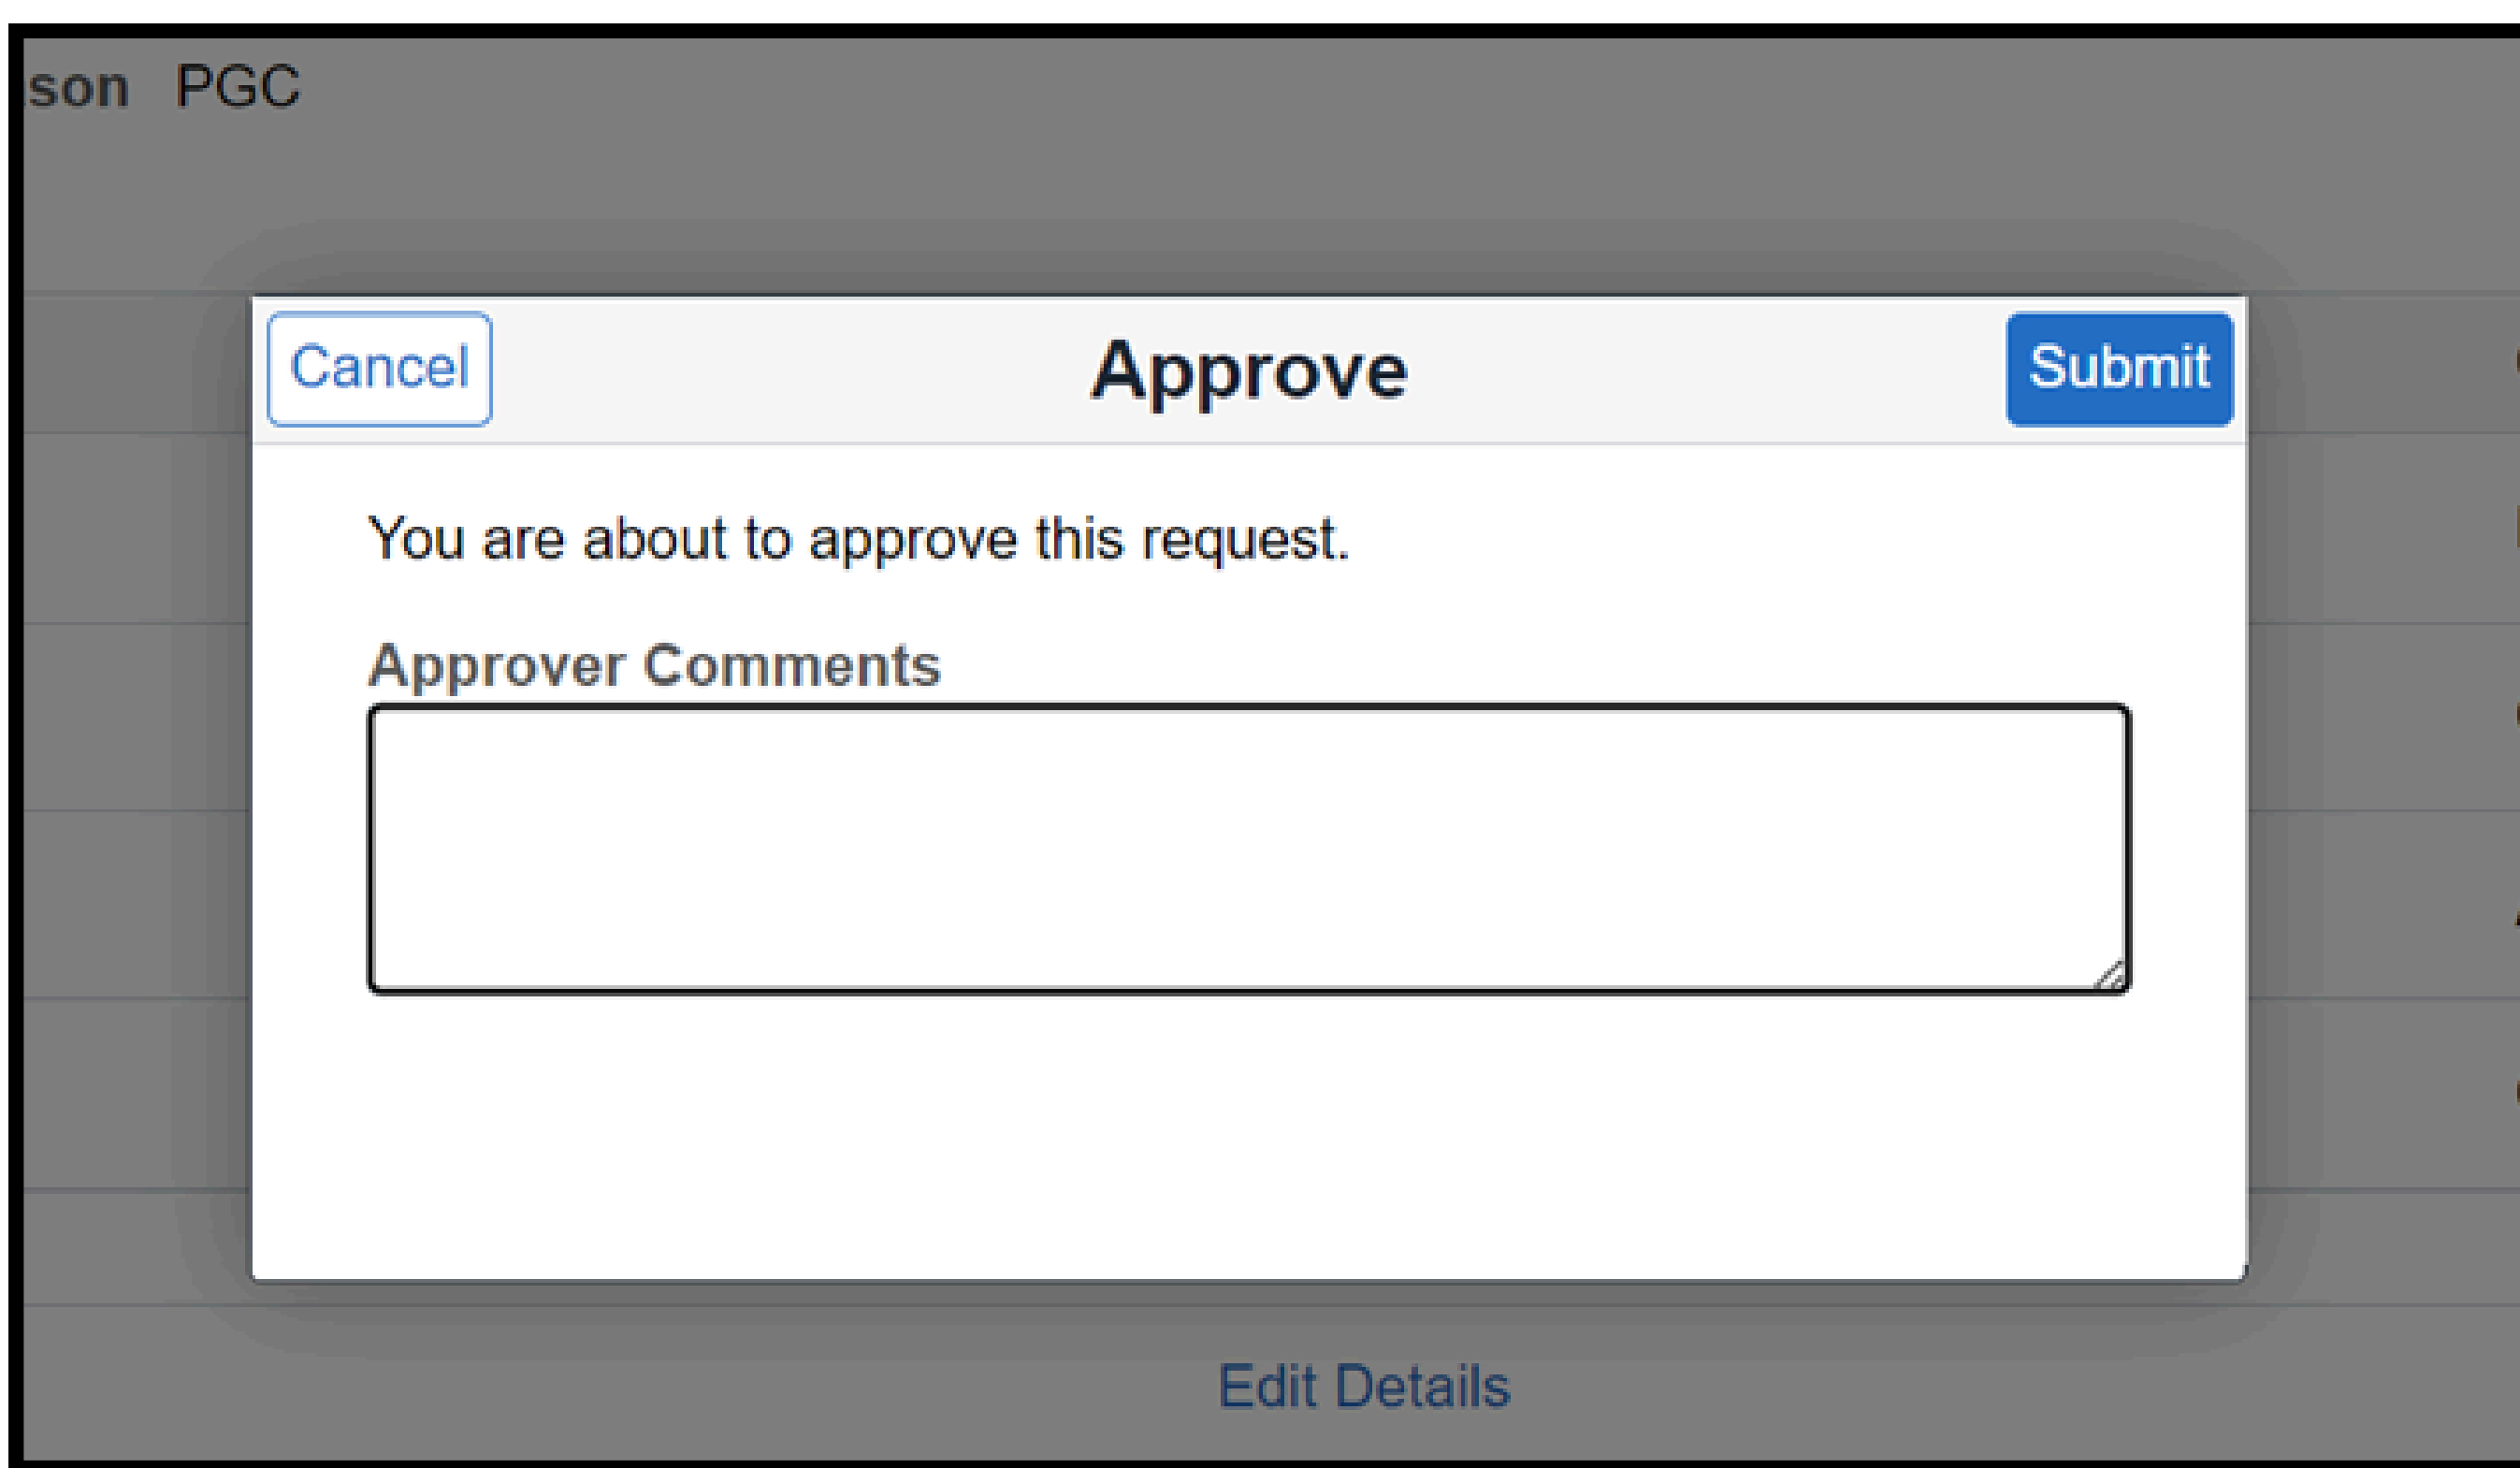 son PGC
Cancel Approve Submit
You are about to approve this request.
Approver Comments
Edit Details